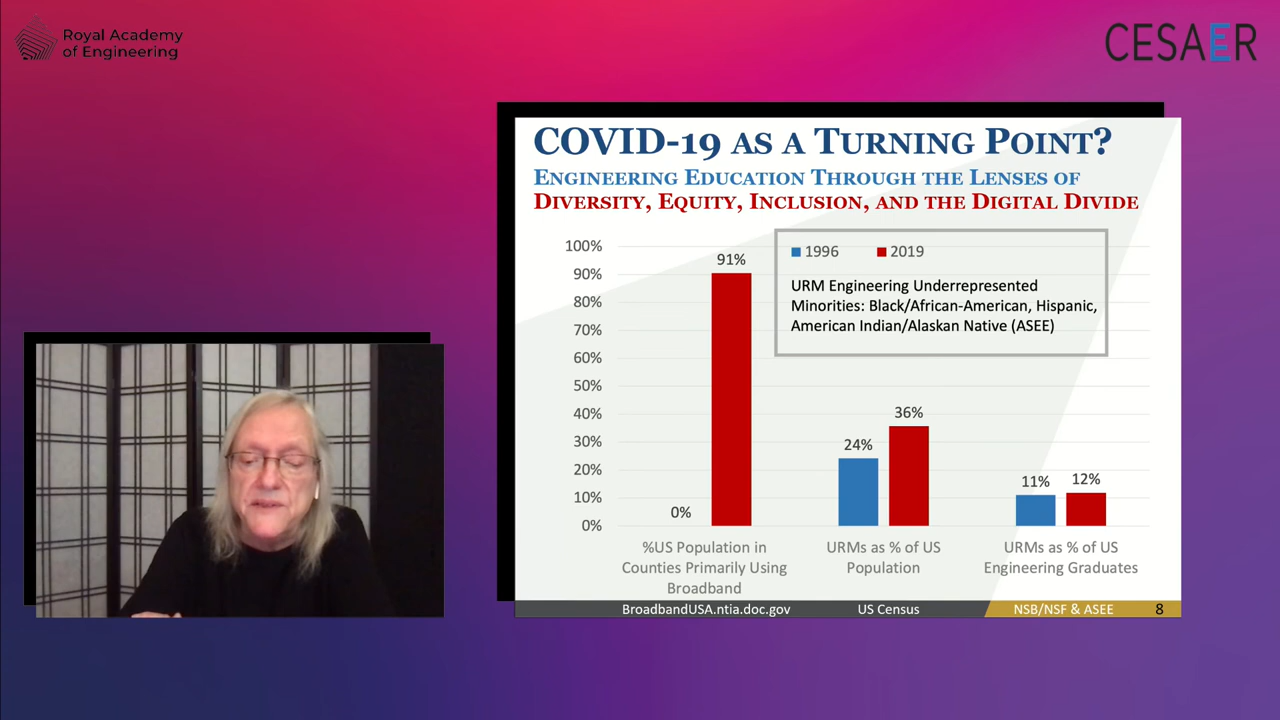 Royal Academy
of Engineering
CESAER
COVID-19 AS A TURNING POINT?
ENGINEERING EDUCATION THROUGH THE LENSES OF
DIVERSITY, EQUITY, INCLUSION, AND THE DIGITAL DIVIDE
1996 2019
URM Engineering Underrepresented
Minorities: Black/African-American, Hispanic,
American Indian/Alaskan Native (ASEE)
100%
90%
80%
70%
60%
50%
40%
30%
20%
10%
0%
0%
91%
24%
36%
11%
12%
%US Population in
Counties Primarily Using
Broadband
URMs as % of US
Population
URMs as % of US
Engineering Graduates
BroadbandUSA.ntia.doc.gov
US Census
NSB/NSF & ASEE
8